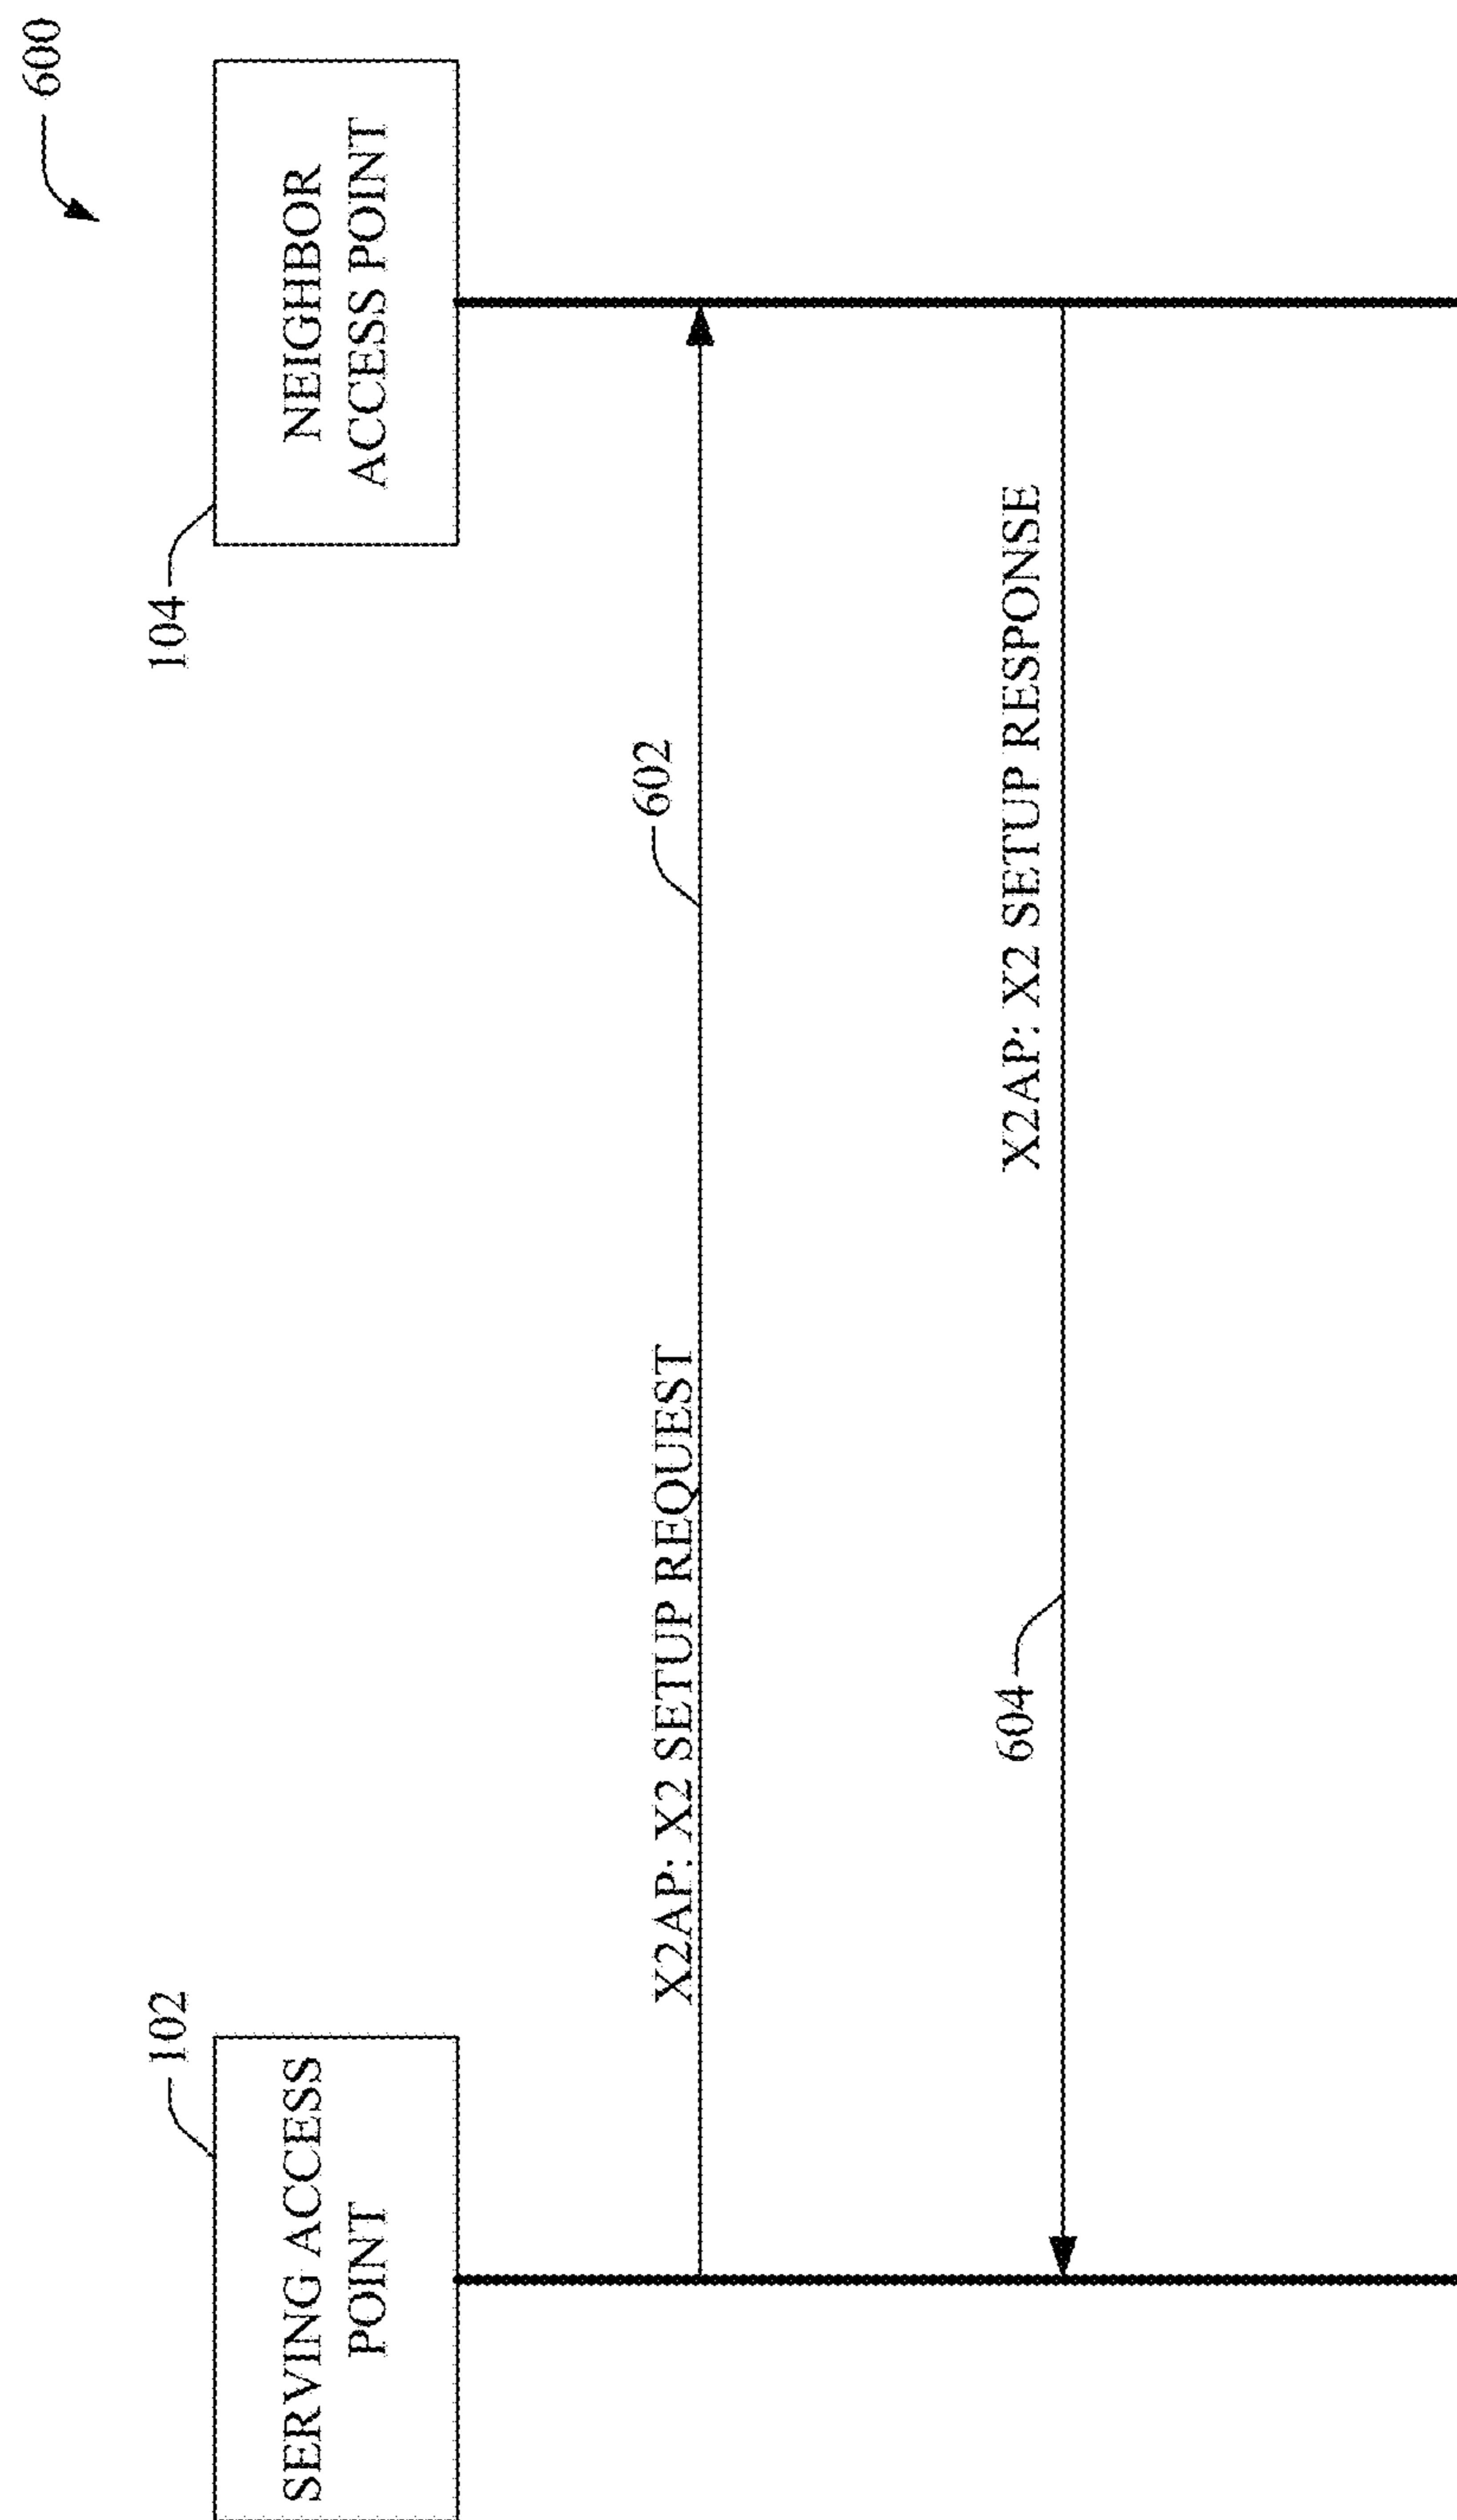 600
102
104
SERVING ACCESS
POINT
NEIGHBOR
ACCESS POINT
X2AP: X2 SETUP REQUEST
602
604
X2AP: X2 SETUP RESPONSE